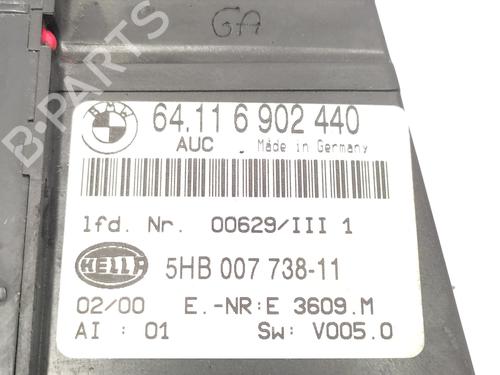 GA
B-PARTS
BMW
64.11 6 902 440
AUC Made in Germany
lfd. Nr. 00629/III 1
HELLA
5HB 007 738-11
02/00 E.-NR:E 3609.M
AI : 01 Sw: V005.0